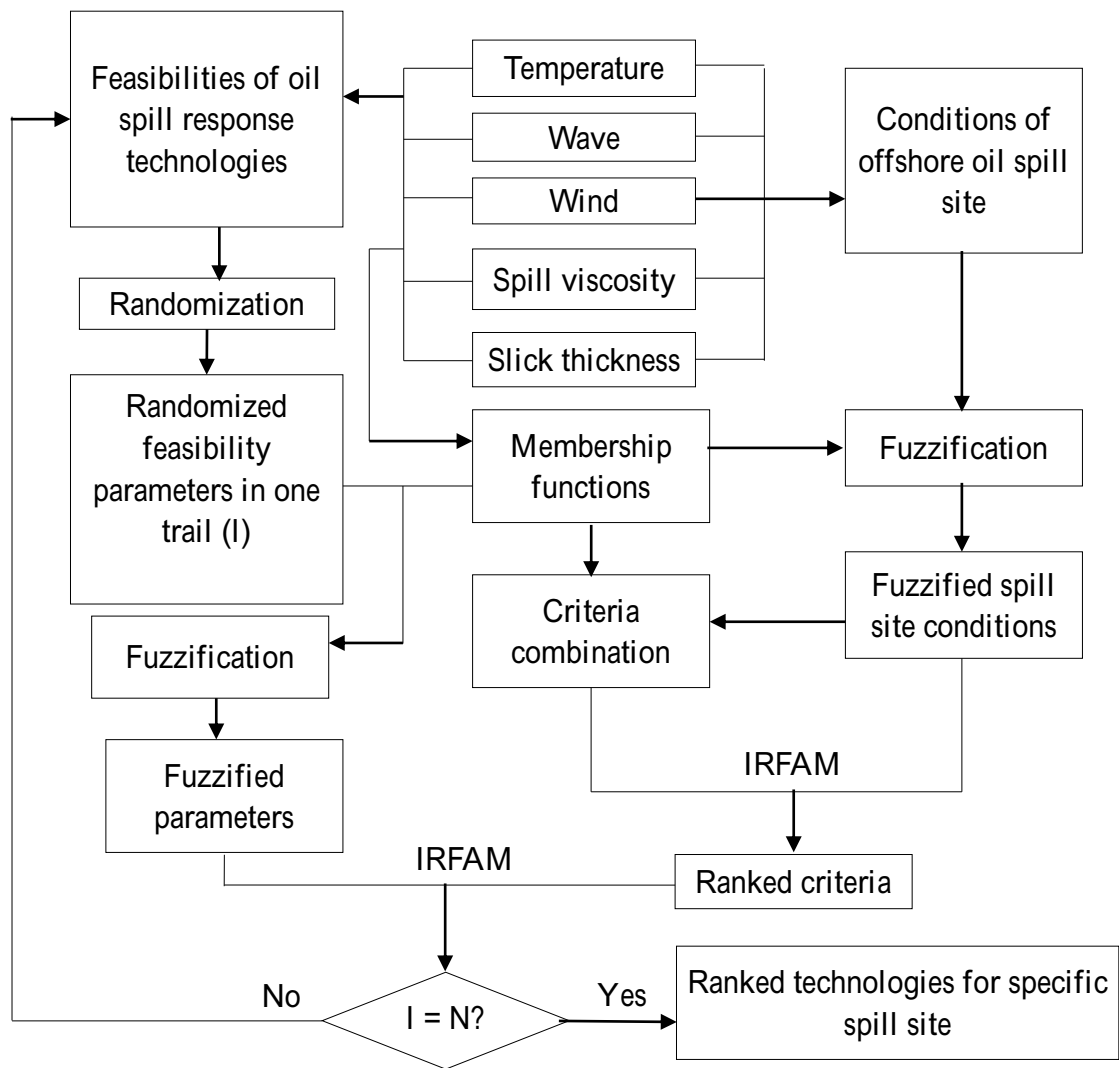 Feasibilities of oil
spill response
technologies
Temperature
Wave
Wind
Spill viscosity
Slick thickness
Conditions of
offshore oil spill
site
Randomization
Randomized
feasibility
parameters in one
trail (I)
Membership
functions
Fuzzification
Fuzzification
Criteria
combination
Fuzzified spill
site conditions
Fuzzified
parameters
IRFAM
IRFAM
Ranked criteria
No
I = N?
Yes
Ranked technologies for specific
spill site